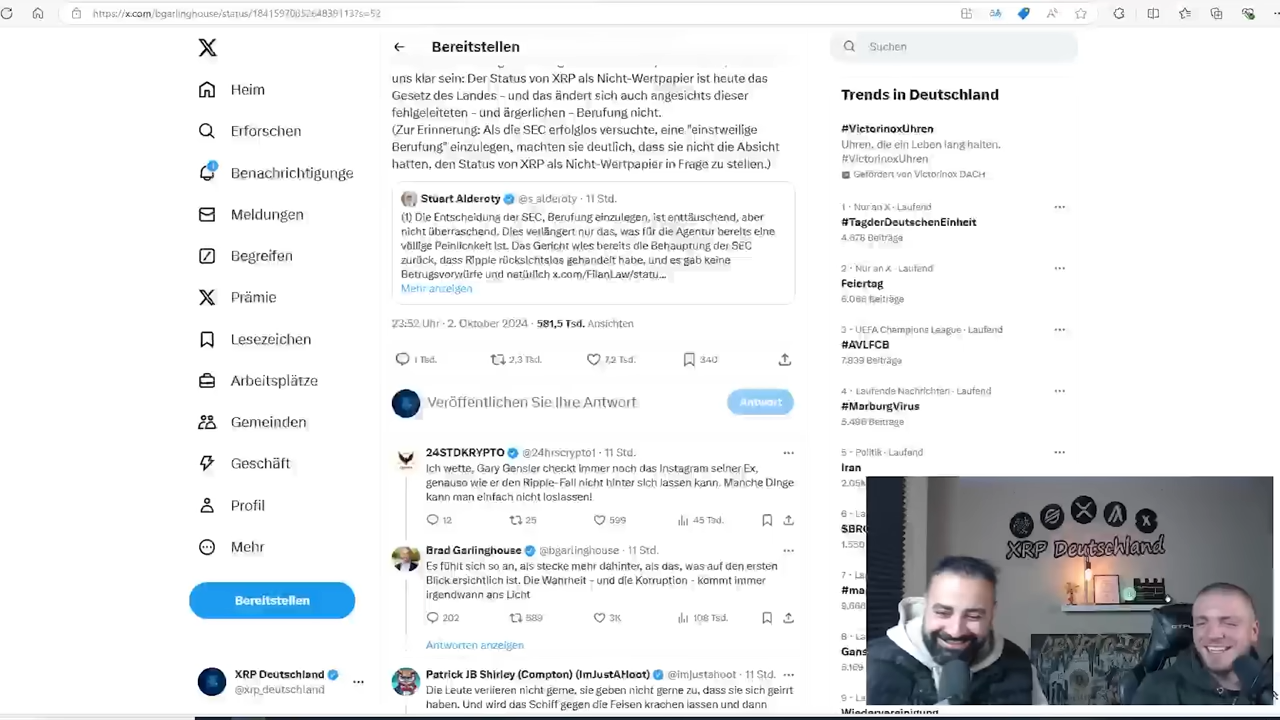 https://x.com/bgarlinghouse/status/1841597083264839113?s=52
Heim
Erforschen
Benachrichtigunge
Meldungen
Begreifen
Prämie
Lesezeichen
Arbeitsplätze
Gemeinden
Geschäft
Profil
Mehr
Bereitstellen
XRP Deutschland
@xrp_deutschland
Bereitstellen
uns klar sein: Der Status von XRP als Nicht-Wertpapier ist heute das
Gesetz des Landes – und das ändert sich auch angesichts dieser
fehlgeleiteten – und ärgerlichen – Berufung nicht.
(Zur Erinnerung: Als die SEC erfolglos versuchte, eine "einstweilige
Berufung" einzulegen, machten sie deutlich, dass sie nicht die Absicht
hatten, den Status von XRP als Nicht-Wertpapier in Frage zu stellen.)
Stuart Alderoty @s_alderoty · 11 Std.
(1) Die Entscheidung der SEC, Berufung einzulegen, ist enttäuschend, aber
nicht überraschend. Dies verlängert nur das, was für die Agentur bereits eine
völlige Peinlichkeit ist. Das Gericht wies bereits die Behauptung der SEC
zurück, dass Ripple rücksichtslos gehandelt habe, und es gab keine
Betrugsvorwürfe und natürlich x.com/FilanLaw/statu...
Mehr anzeigen
23:52 Uhr · 2. Oktober 2024 · 581,5 Tsd. Ansichten
1 Tsd. 2,3 Tsd. 7,2 Tsd. 340
Veröffentlichen Sie Ihre Antwort
Antwort
24STDKRYPTO @24hrscrypto1 · 11 Std.
Ich wette, Gary Gensler checkt immer noch das Instagram seiner Ex,
genauso wie er den Ripple-Fall nicht hinter sich lassen kann. Manche Dinge
kann man einfach nicht loslassen!
12 25 599 45 Tsd.
Brad Garlinghouse @bgarlinghouse · 11 Std.
Es fühlt sich so an, als stecke mehr dahinter, als das, was auf den ersten
Blick ersichtlich ist. Die Wahrheit – und die Korruption – kommt immer
irgendwann ans Licht
202 589 3K 108 Tsd.
Antworten anzeigen
Patrick JB Shirley (Compton) (ImJustAHoot) @imjustahoot · 11 Std.
Die Leute verlieren nicht gerne, sie geben nicht gerne zu, dass sie sich geirrt
haben. Und wird das Schiff gegen die Felsen krachen lassen und dann
Suchen
Trends in Deutschland
#VictorinoxUhren
Uhren, die ein Leben lang halten.
#VictorinoxUhren
Gefördert von Victorinox DACH
1 · Nur an X · Laufend
#TagderDeutschenEinheit
4.676 Beiträge
2 · Nur an X · Laufend
Feiertag
6.066 Beiträge
3 · UEFA Champions League · Laufend
#AVLFCB
7.839 Beiträge
4 · Laufende Nachrichten · Laufend
#MarburgVirus
5.486 Beiträge
5 · Politik · Laufend
Iran
XRP Deutschland